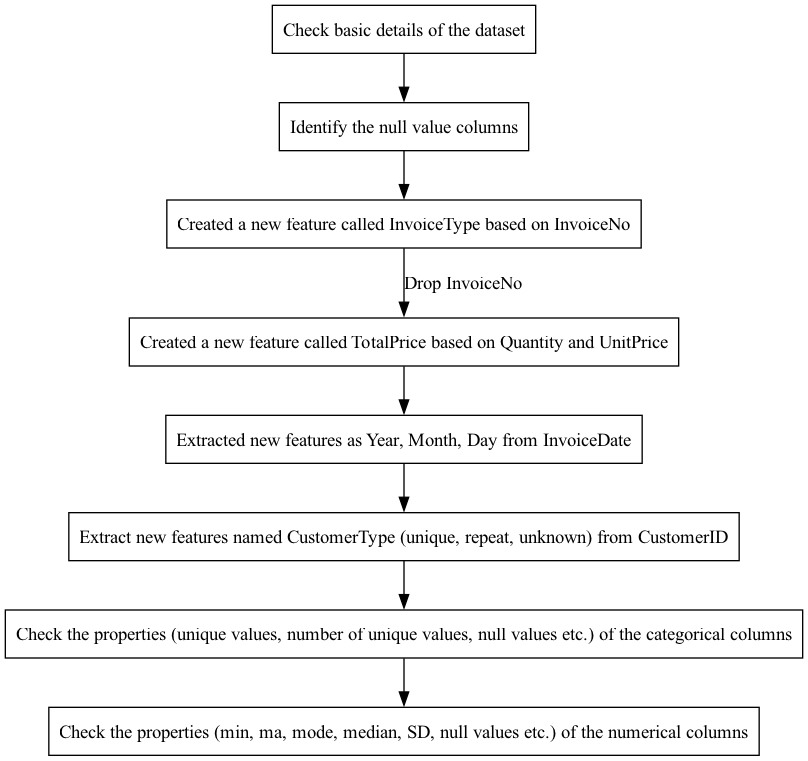 Check basic details of the dataset
Identify the null value columns
Created a new feature called InvoiceType based on InvoiceNo
Drop InvoiceNo
Created a new feature called TotalPrice based on Quantity and UnitPrice
Extracted new features as Year, Month, Day from InvoiceDate
Extract new features named CustomerType (unique, repeat, unknown) from CustomerID
Check the properties (unique values, number of unique values, null values etc.) of the categorical columns
Check the properties (min, ma, mode, median, SD, null values etc.) of the numerical columns